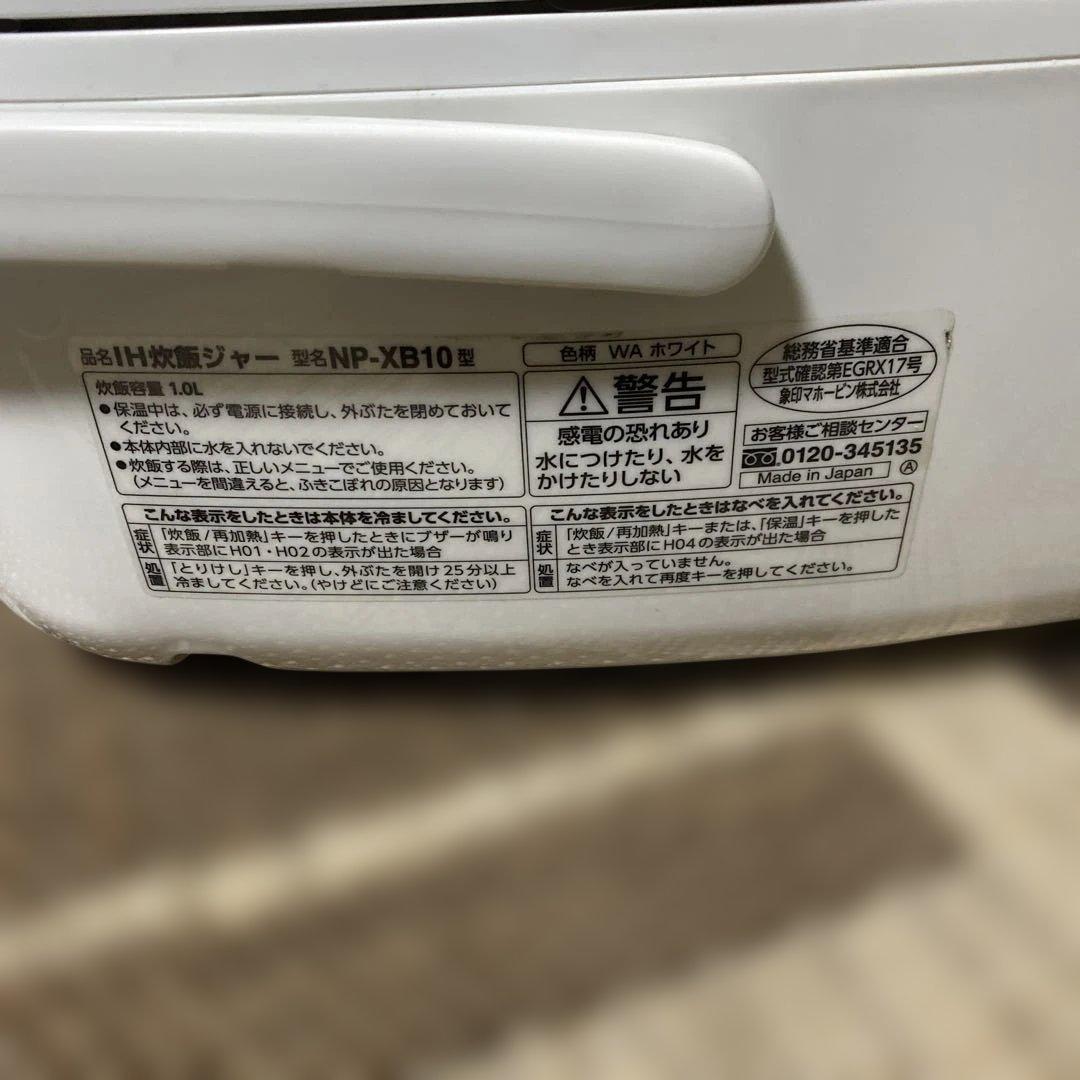 品名IH炊飯ジャー 型名NP-XB10型
炊飯容量 1.0L
●保温中は、必ず電源に接続し、外ぶたを閉めておいて
ください。
●本体内部に水を入れないでください。
●炊飯する際は、正しいメニューでご使用ください。
(メニューを間違えると、ふきこぼれの原因となります)
色柄 WA ホワイト
警告
感電の恐れあり
水につけたり、水を
かけたりしない
総務省基準適合
型式確認第EGRX17号
象印マホービン株式会社
お客様ご相談センター
0120-345135
Made in Japan Ⓐ
こんな表示をしたときは本体を冷ましてください。
症状
「炊飯/再加熱」キーを押したときにブザーが鳴り
表示部にH01・H02の表示が出た場合
処置
「とりけし」キーを押し、外ぶたを開け25分以上
冷ましてください。(やけどにご注意ください)
こんな表示をしたときはなべを入れてください。
症状
「炊飯/再加熱」キーまたは、「保温」キーを押した
とき表示部にH04の表示が出た場合
処置
なべが入っていません。
なべを入れて再度キーを押してください。